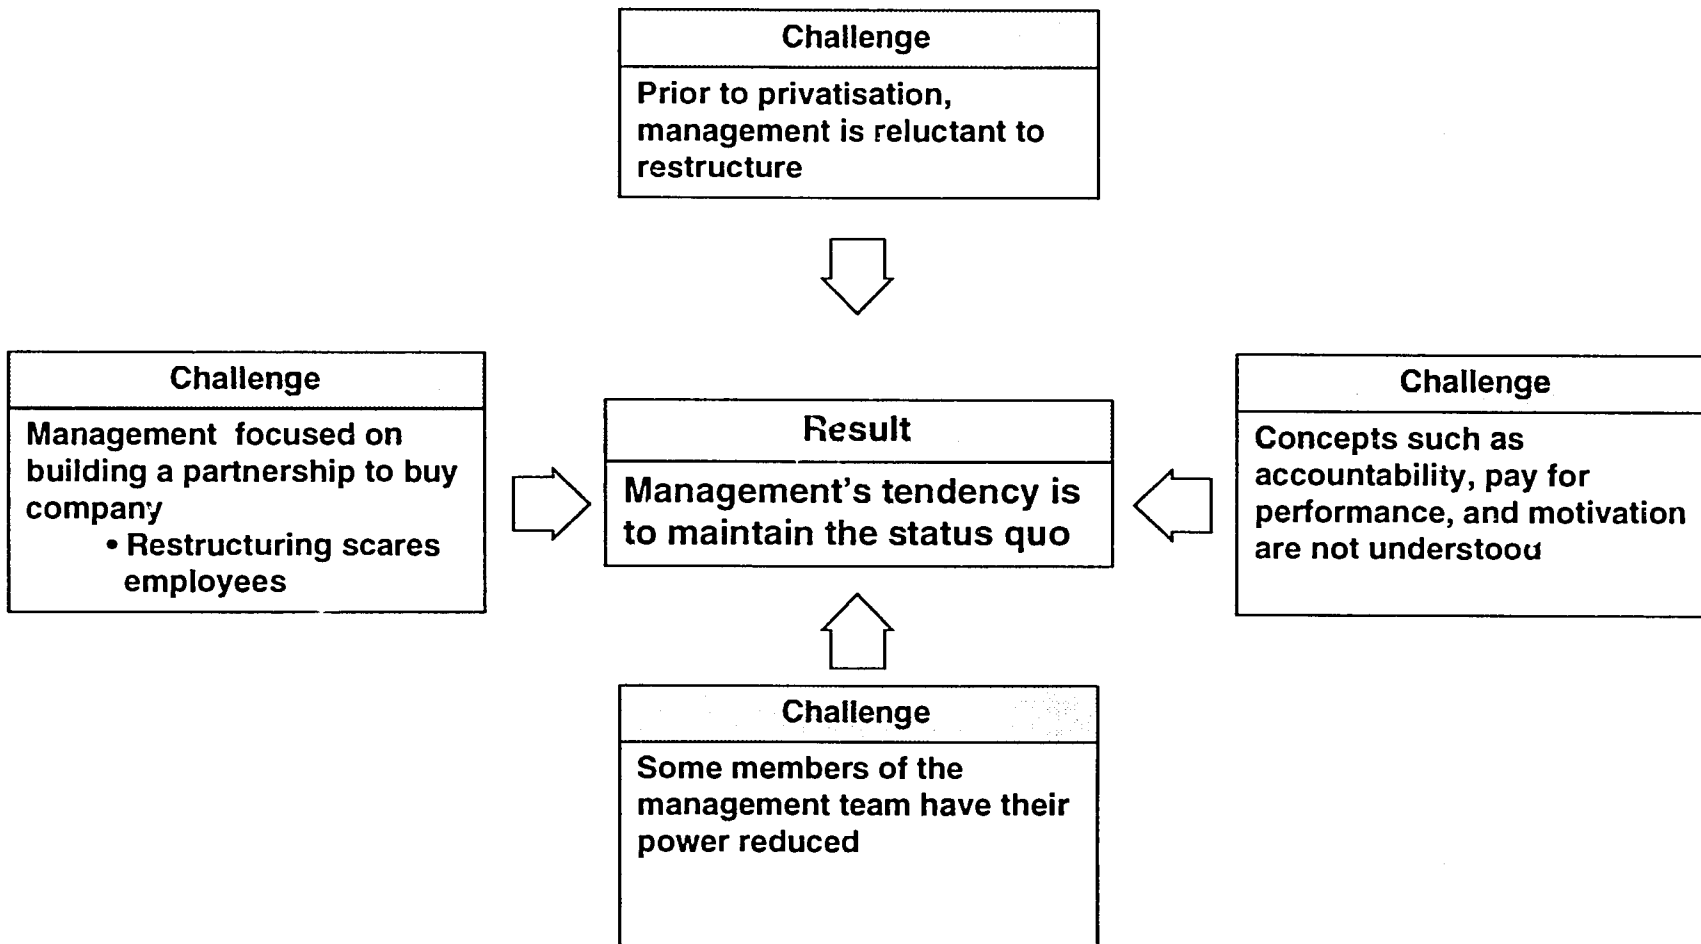 Challenge
Prior to privatisation,
management is reluctant to
restructure
Challenge
Management focused on
building a partnership to buy
company
• Restructuring scares
employees
Result
Management's tendency is
to maintain the status quo
Challenge
Concepts such as
accountability, pay for
performance, and motivation
are not understood
Challenge
Some members of the
management team have their
power reduced